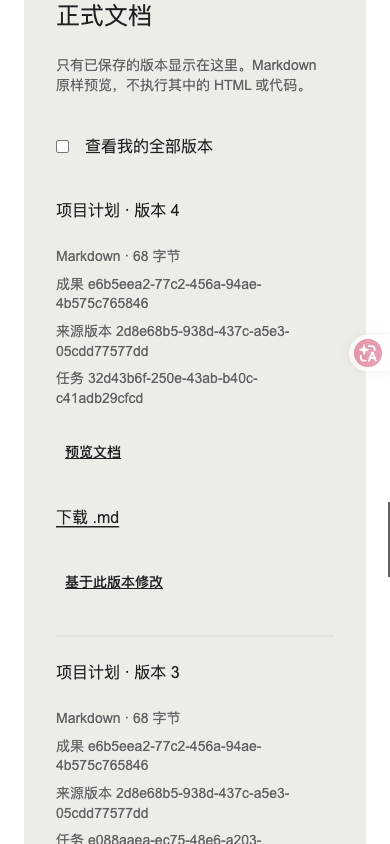 正式文档
只有已保存的版本显示在这里。Markdown
原样预览，不执行其中的 HTML 或代码。
查看我的全部版本
项目计划 · 版本 4
Markdown · 68 字节
成果 e6b5eea2-77c2-456a-94ae-
4b575c765846
来源版本 2d8e68b5-938d-437c-a5e3-
05cdd77577dd
任务 32d43b6f-250e-43ab-b40c-
c41adb29cfcd
预览文档
下载 .md
基于此版本修改
项目计划 · 版本 3
Markdown · 68 字节
成果 e6b5eea2-77c2-456a-94ae-
4b575c765846
来源版本 2d8e68b5-938d-437c-a5e3-
05cdd77577dd
任务 e088aaea-ec75-48e6-a203-